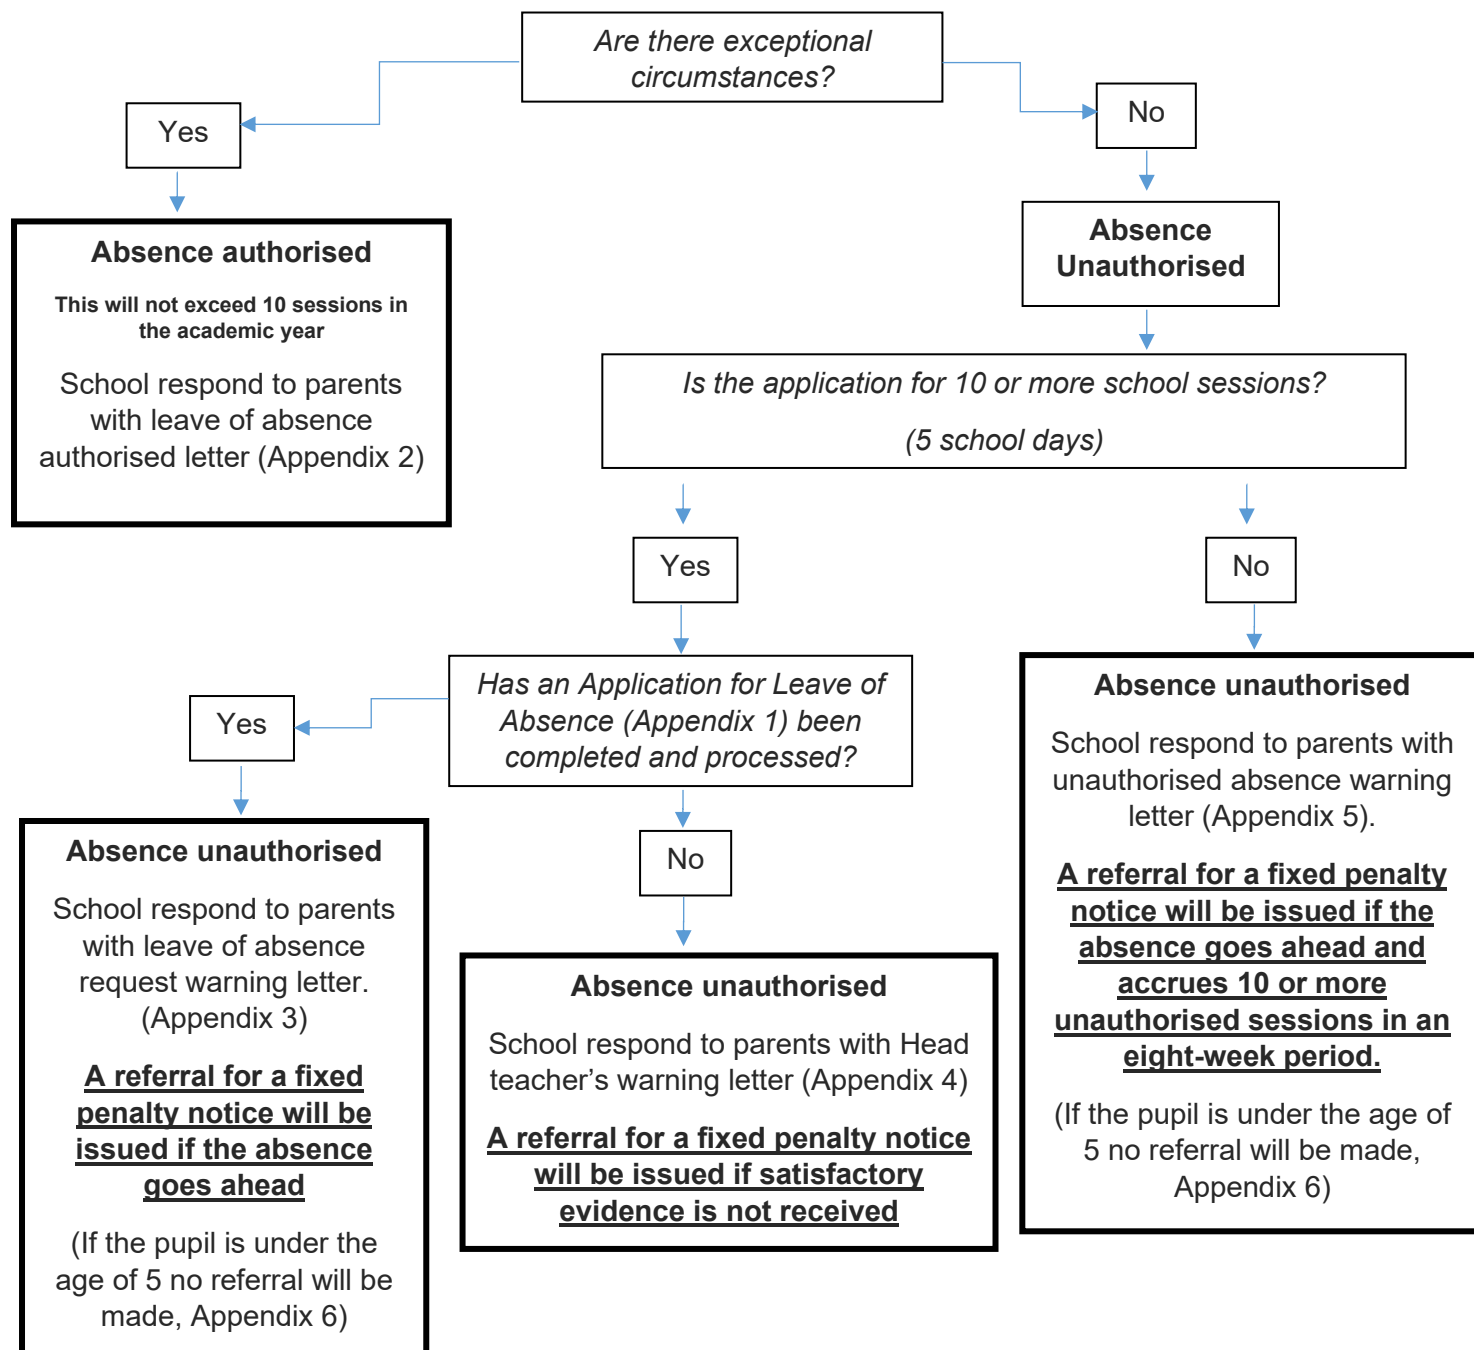 Are there exceptional
circumstances?
Yes
No
Absence authorised
This will not exceed 10 sessions in
the academic year
School respond to parents
with leave of absence
authorised letter (Appendix 2)
Absence
Unauthorised
Is the application for 10 or more school sessions?
(5 school days)
Yes
No
Has an Application for Leave of
Absence (Appendix 1) been
completed and processed?
Yes
No
Absence unauthorised
School respond to parents
with leave of absence
request warning letter.
(Appendix 3)
A referral for a fixed
penalty notice will be
issued if the absence
goes ahead
(If the pupil is under the
age of 5 no referral will be
made, Appendix 6)
Absence unauthorised
School respond to parents with Head
teacher’s warning letter (Appendix 4)
A referral for a fixed penalty notice
will be issued if satisfactory
evidence is not received
Absence unauthorised
School respond to parents with
unauthorised absence warning
letter (Appendix 5).
A referral for a fixed penalty
notice will be issued if the
absence goes ahead and
accrues 10 or more
unauthorised sessions in an
eight-week period.
(If the pupil is under the age of
5 no referral will be made,
Appendix 6)